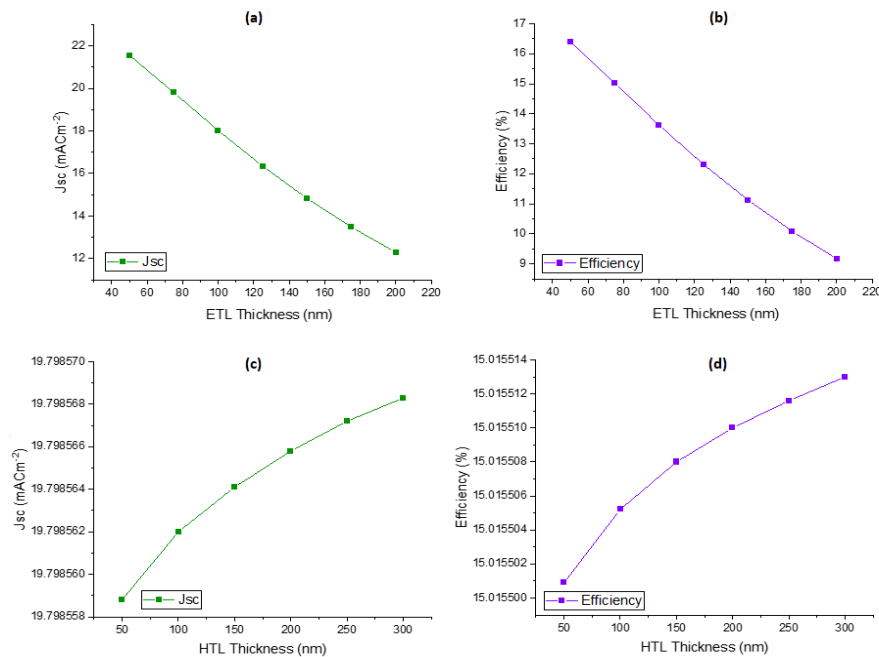 (a)
22
20
18
16
14
12
Jsc (mACm⁻²)
Jsc
40 60 80 100 120 140 160 180 200 220
ETL Thickness (nm)
(b)
17
16
15
14
13
12
11
10
9
Efficiency (%)
Efficiency
40 60 80 100 120 140 160 180 200 220
ETL Thickness (nm)
(c)
19.798570
19.798568
19.798566
19.798564
19.798562
19.798560
19.798558
Jsc (mACm⁻²)
Jsc
50 100 150 200 250 300
HTL Thickness (nm)
(d)
15.015514
15.015512
15.015510
15.015508
15.015506
15.015504
15.015502
15.015500
Efficiency (%)
Efficiency
50 100 150 200 250 300
HTL Thickness (nm)